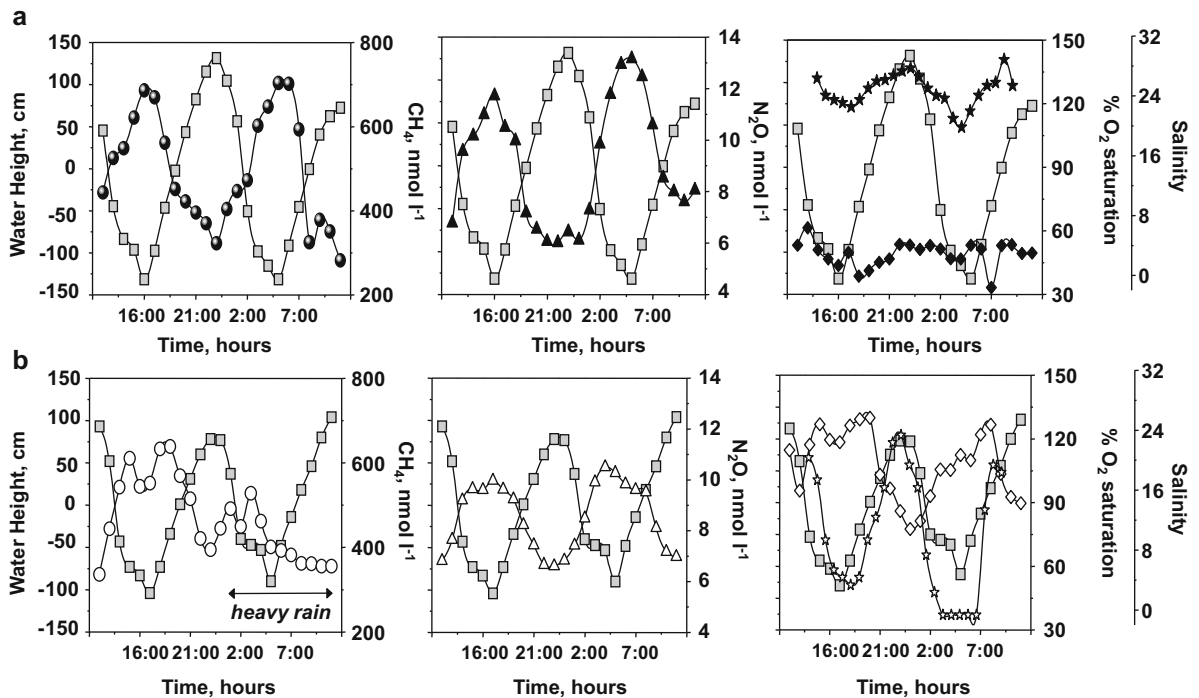 a
150
100
50
0
-50
-100
-150
Water Height, cm
16:00 21:00 2:00 7:00
Time, hours
800
600
400
200
CH4, nmol l-1
16:00 21:00 2:00 7:00
Time, hours
14
12
10
8
6
4
N2O, nmol l-1
16:00 21:00 2:00 7:00
Time, hours
150
120
90
60
30
% O2 saturation
32
24
16
8
0
Salinity
b
150
100
50
0
-50
-100
-150
Water Height, cm
heavy rain
16:00 21:00 2:00 7:00
Time, hours
800
600
400
200
CH4, nmol l-1
16:00 21:00 2:00 7:00
Time, hours
14
12
10
8
6
4
N2O, nmol l-1
16:00 21:00 2:00 7:00
Time, hours
150
120
90
60
30
% O2 saturation
32
24
16
8
0
Salinity